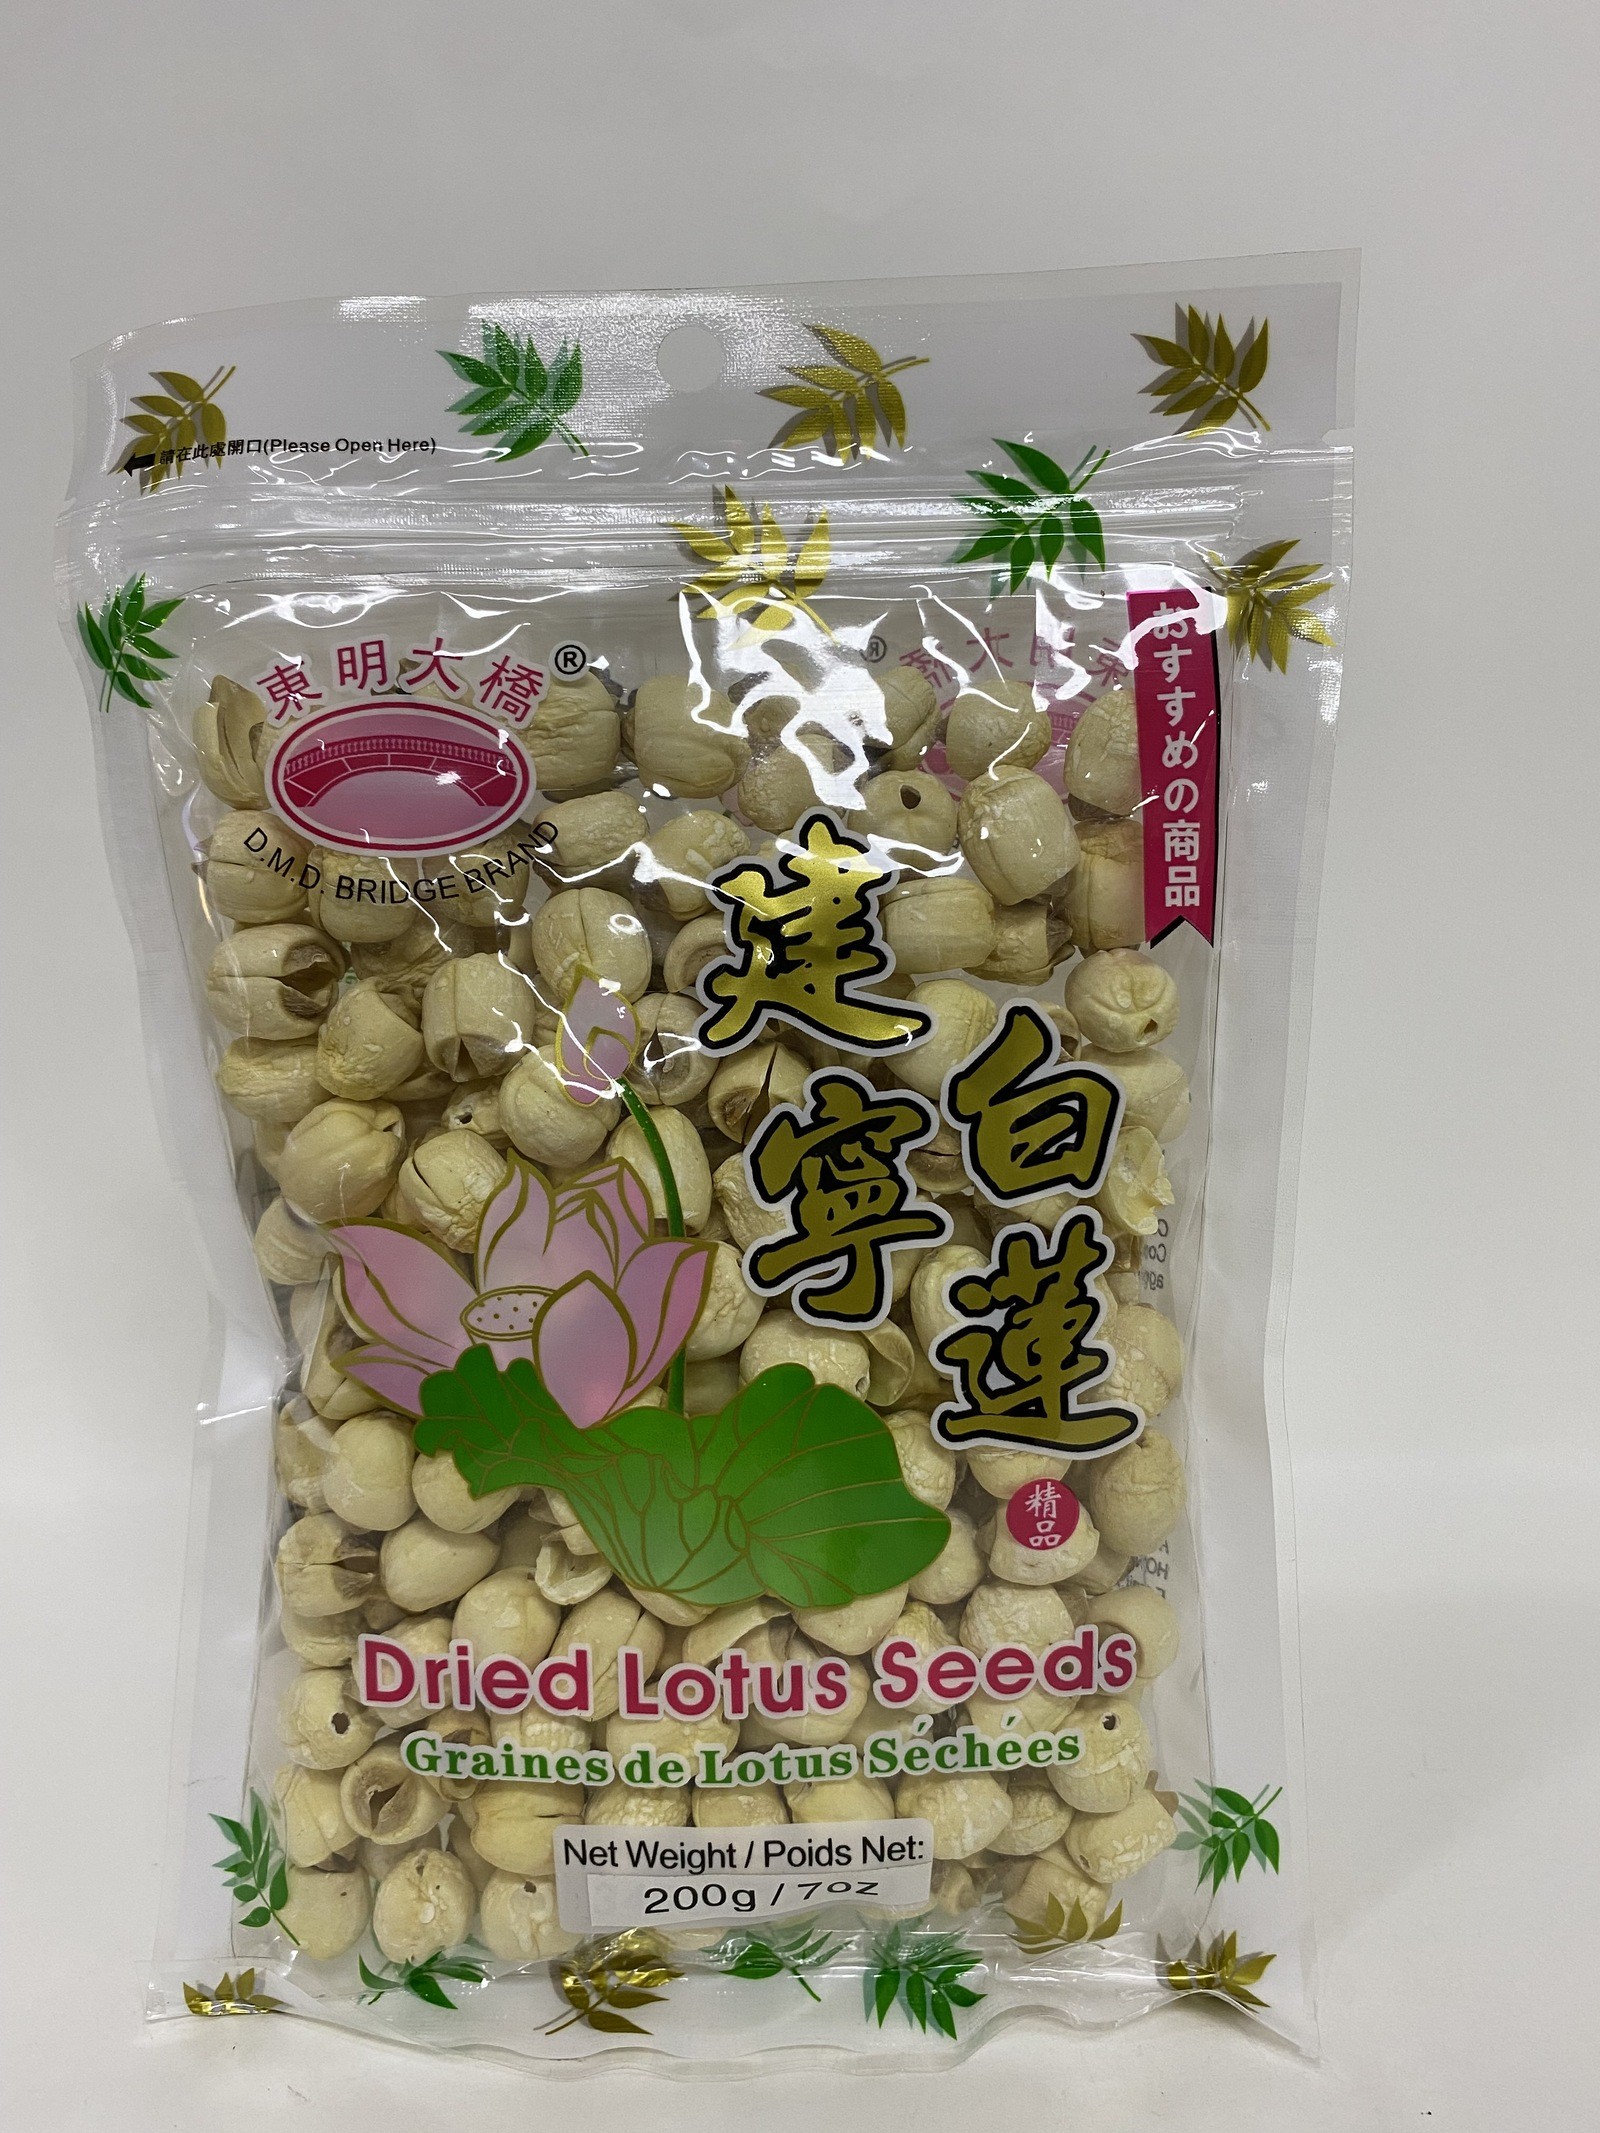 請在此處開口(Please Open Here)
東明大橋®
D.M.D. BRIDGE BRAND
おすすめの商品
建寧
白蓮
精品
Dried Lotus Seeds
Graines de Lotus Séchées
Net Weight / Poids Net:
200g / 7oz